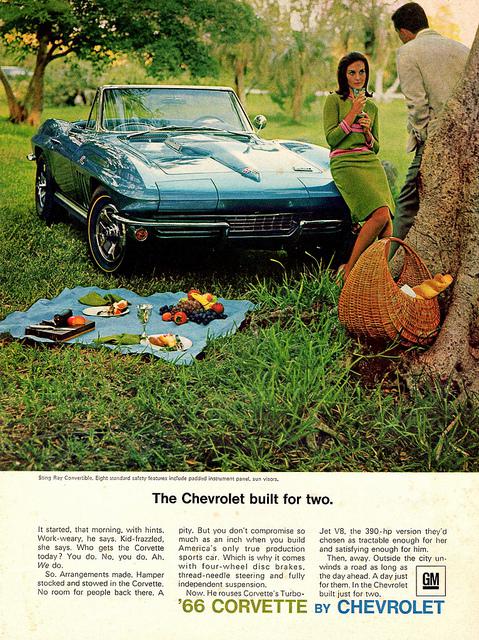 Sting Ray Convertible. Eight standard safety features include padded instrument panel, sun visors.
The Chevrolet built for two.
It started, that morning, with hints.
Work-weary, he says. Kid-frazzled,
she says. Who gets the Corvette
today? You do. No, you do. Ah,
We do.
So. Arrangements made. Hamper
stocked and stowed in the Corvette.
No room for people back there. A
pity. But you don't compromise so
much as an inch when you build
America's only true production
sports car. Which is why it comes
with four-wheel disc brakes,
thread-needle steering and fully
independent suspension.
Now. He rouses Corvette's Turbo-
Jet V8, the 390-hp version they'd
chosen as tractable enough for her
and satisfying enough for him.
Then, away. Outside the city un-
winds a road as long as
the day ahead. A day just
for them. In the Chevrolet
built just for two.
GM
'66 CORVETTE BY CHEVROLET